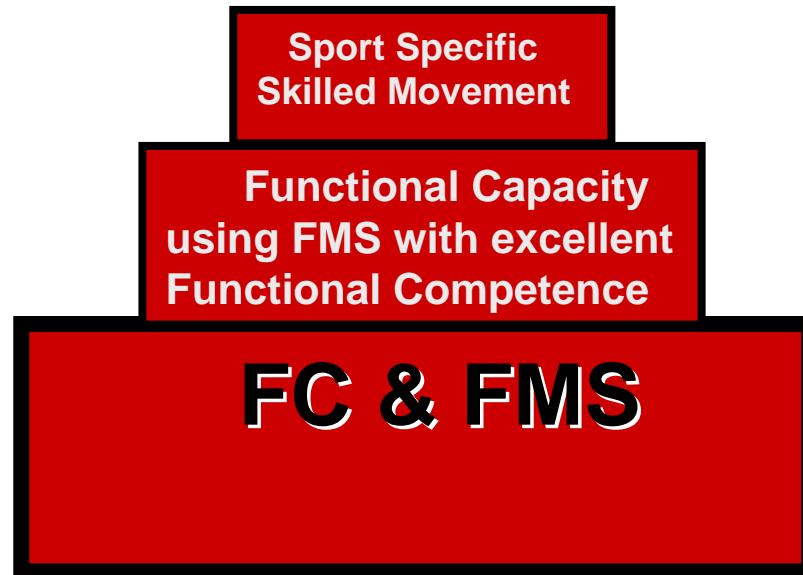 Sport Specific
Skilled Movement
Functional Capacity
using FMS with excellent
Functional Competence
FC & FMS